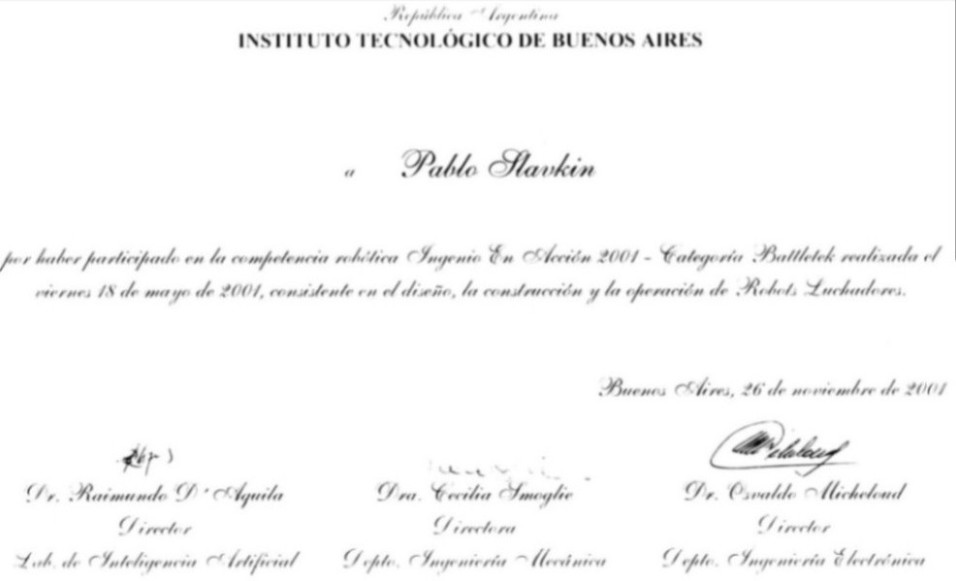 República Argentina
INSTITUTO TECNOLÓGICO DE BUENOS AIRES
a Pablo Slavkin
por haber participado en la competencia robótica Ingenio En Acción 2001 - Categoría Battletek realizada el
viernes 18 de mayo de 2001, consistente en el diseño, la construcción y la operación de Robots Luchadores.
Buenos Aires, 26 de noviembre de 2001
Dr. Raimundo D'Aquila Dra. Cecilia Smoglie Dr. Osvaldo Micheloud
Director Directora Director
Lab. de Inteligencia Artificial Depto. Ingeniería Mecánica Depto. Ingeniería Electrónica